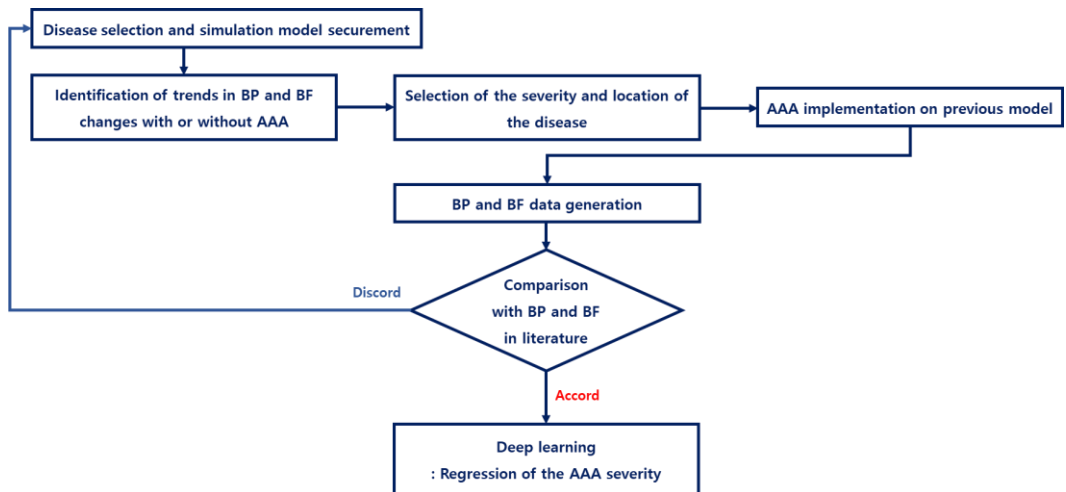 Disease selection and simulation model securement
Identification of trends in BP and BF
changes with or without AAA
Selection of the severity and location of
the disease
AAA implementation on previous model
BP and BF data generation
Comparison
with BP and BF
in literature
Discord
Accord
Deep learning
: Regression of the AAA severity